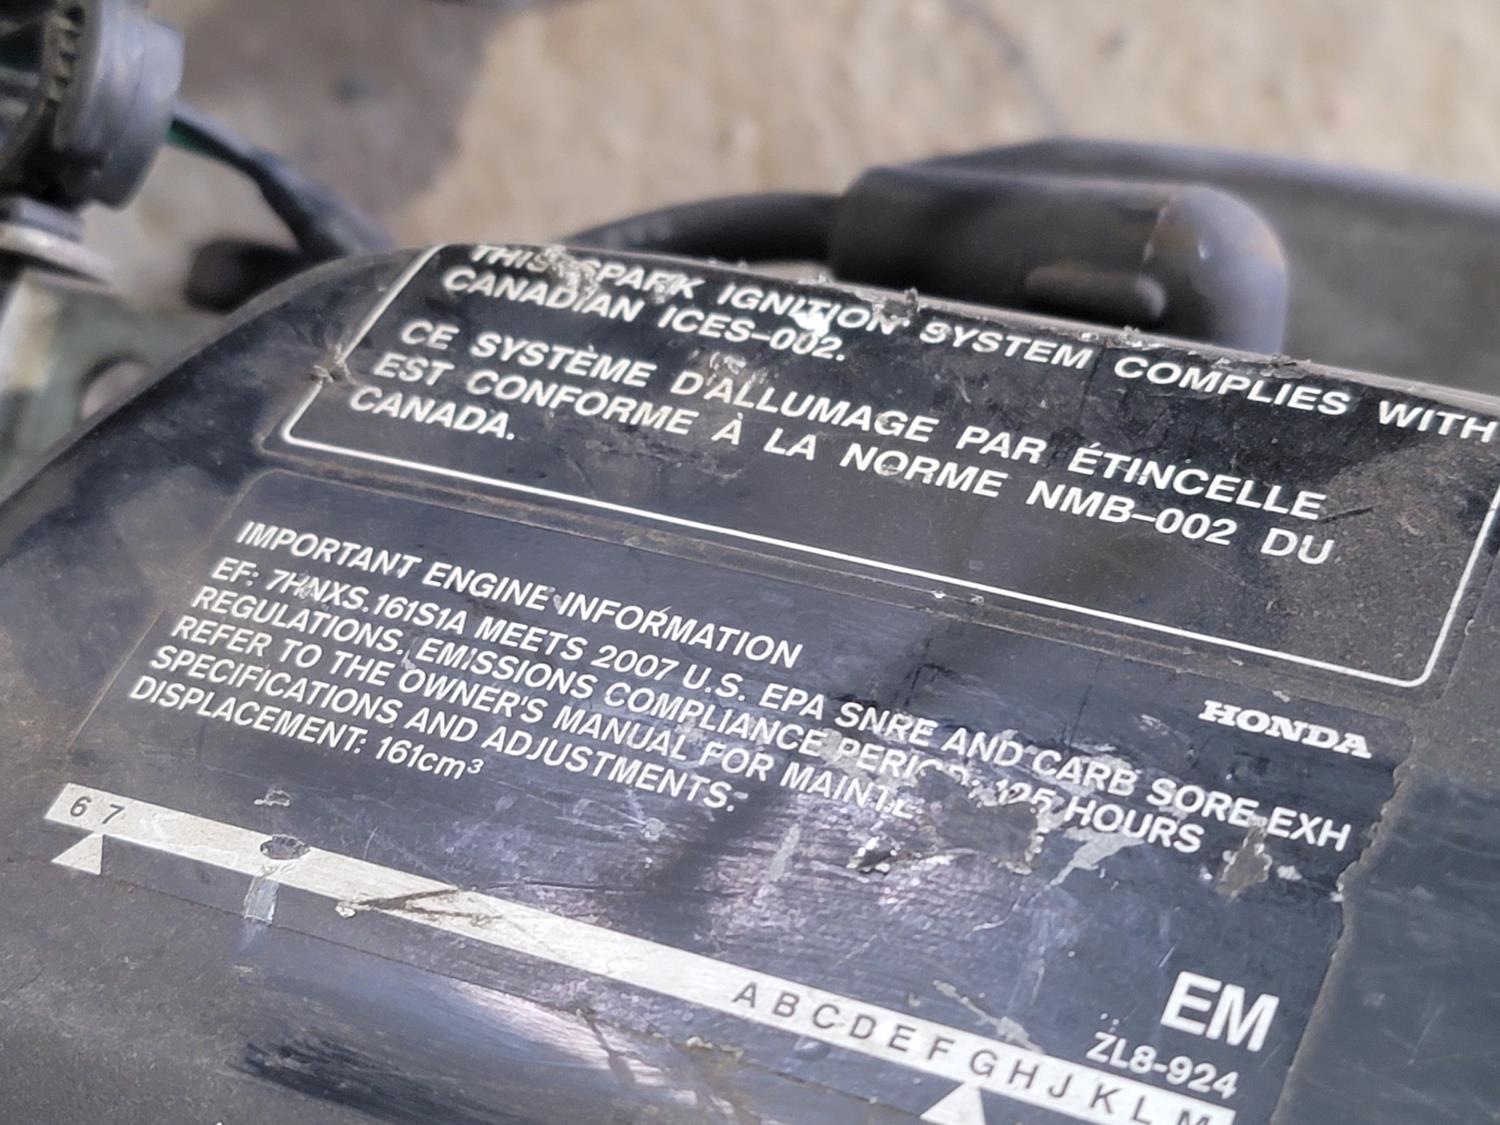 THIS SPARK IGNITION SYSTEM COMPLIES WITH
CANADIAN ICES-002.
CE SYSTÈME D'ALLUMAGE PAR ÉTINCELLE
EST CONFORME À LA NORME NMB-002 DU
CANADA.
IMPORTANT ENGINE INFORMATION
HONDA
EF: 7HNXS.161S1A MEETS 2007 U.S. EPA SNRE AND CARB SORE-EXH
REGULATIONS. EMISSIONS COMPLIANCE PERIOD: 125 HOURS
REFER TO THE OWNER'S MANUAL FOR
SPECIFICATIONS AND ADJUSTMENTS.
DISPLACEMENT: 161cm³
6 7
EM
ZL8-924
A B C D E F G H J K L M